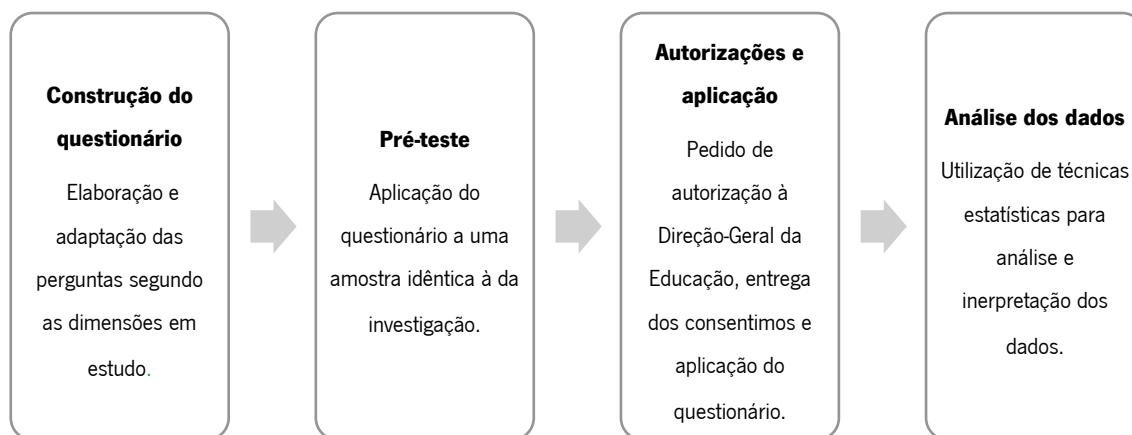 Construção do
questionário
Elaboração e
adaptação das
perguntas segundo
as dimensões em
estudo.
Pré-teste
Aplicação do
questionário a uma
amostra idêntica à da
investigação.
Autorizações e
aplicação
Pedido de
autorização à
Direção-Geral da
Educação, entrega
dos consentimos e
aplicação do
questionário.
Análise dos dados
Utilização de técnicas
estatísticas para
análise e
inerpretação dos
dados.